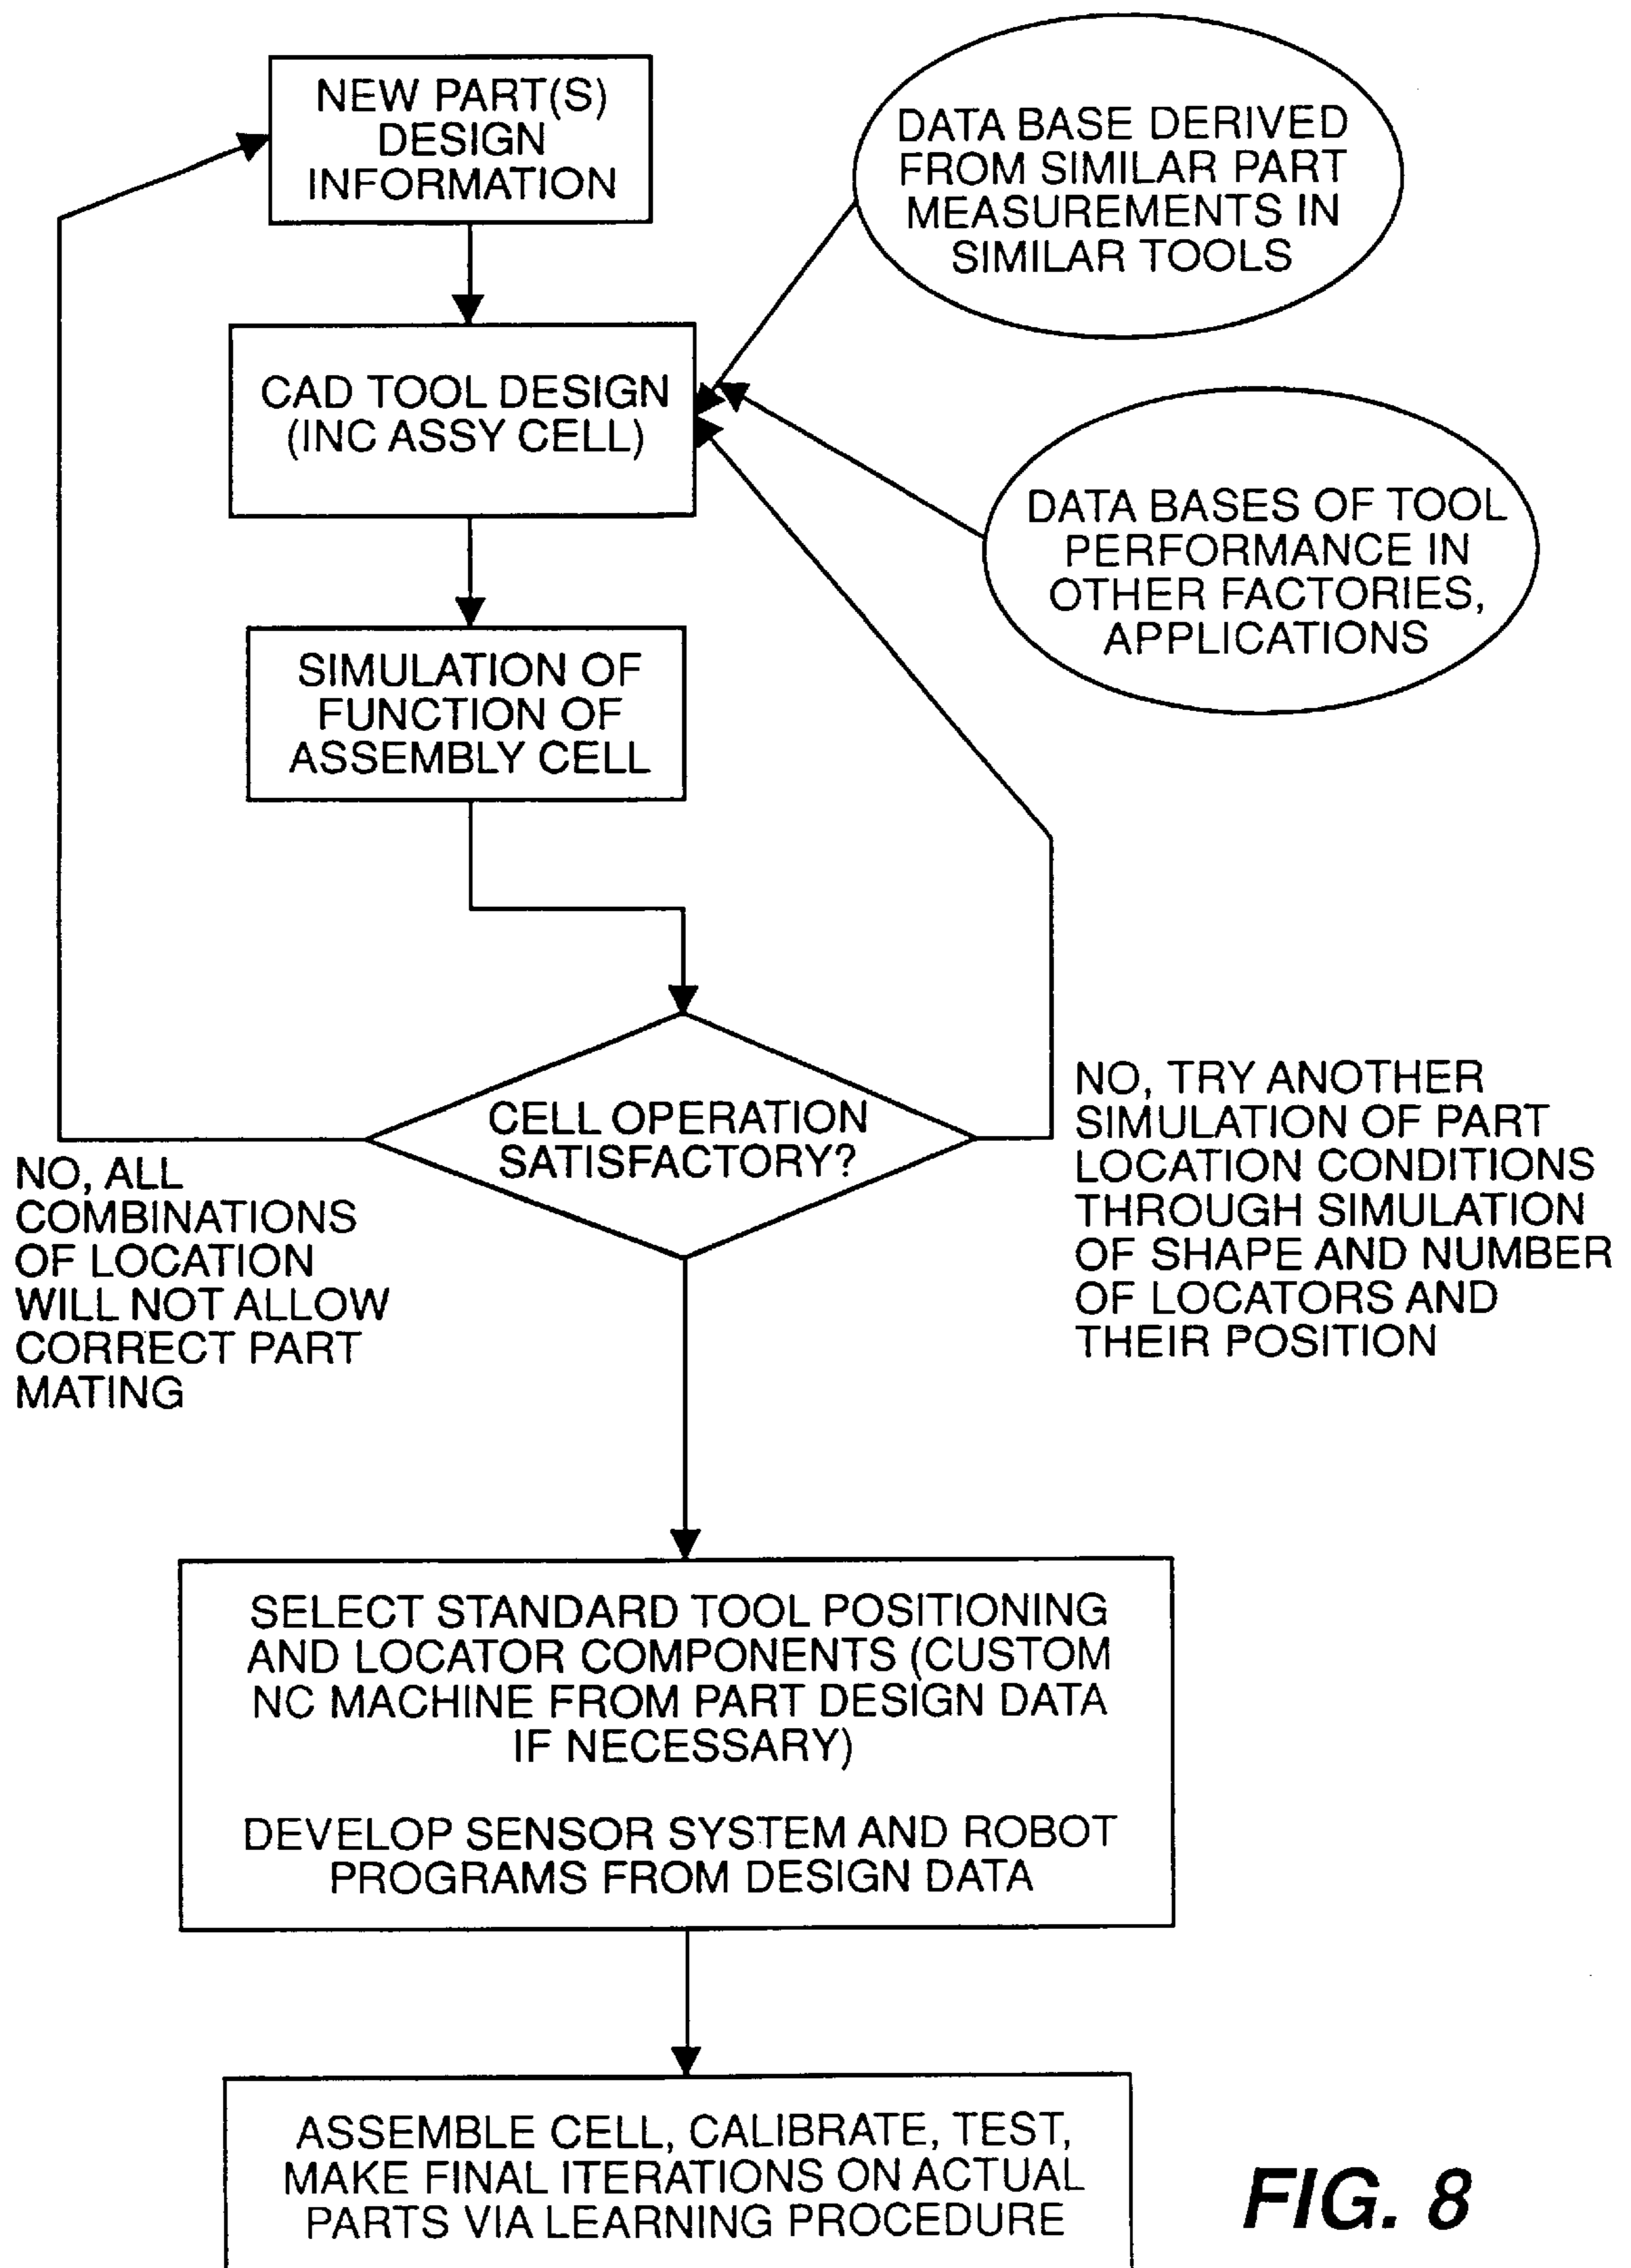 NEW PART(S)
DESIGN
INFORMATION
DATA BASE DERIVED
FROM SIMILAR PART
MEASUREMENTS IN
SIMILAR TOOLS
CAD TOOL DESIGN
(INC ASSY CELL)
DATA BASES OF TOOL
PERFORMANCE IN
OTHER FACTORIES,
APPLICATIONS
SIMULATION OF
FUNCTION OF
ASSEMBLY CELL
CELL OPERATION
SATISFACTORY?
NO, ALL
COMBINATIONS
OF LOCATION
WILL NOT ALLOW
CORRECT PART
MATING
NO, TRY ANOTHER
SIMULATION OF PART
LOCATION CONDITIONS
THROUGH SIMULATION
OF SHAPE AND NUMBER
OF LOCATORS AND
THEIR POSITION
SELECT STANDARD TOOL POSITIONING
AND LOCATOR COMPONENTS (CUSTOM
NC MACHINE FROM PART DESIGN DATA
IF NECESSARY)
DEVELOP SENSOR SYSTEM AND ROBOT
PROGRAMS FROM DESIGN DATA
ASSEMBLE CELL, CALIBRATE, TEST,
MAKE FINAL ITERATIONS ON ACTUAL
PARTS VIA LEARNING PROCEDURE
FIG. 8